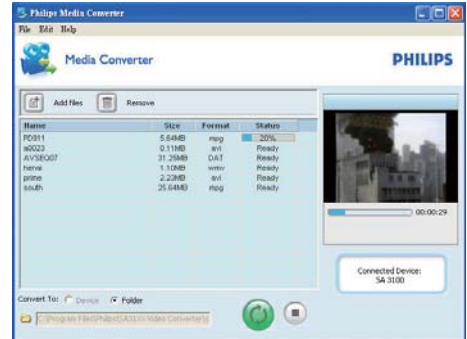 Philips Media Converter
File Edit Help
Media Converter
PHILIPS
Add files Remove
Name Size Format Status
PD911 5.64MB mpg 20%
a0023 0.11MB avi Ready
AVSEQ07 31.25MB DAT Ready
1.10MB wmv Ready
prime 2.23MB avi Ready
south 25.64MB mpg Ready
00:00:29
Connected Device:
SA 3100
Convert To: Device Folder
Video Converter\